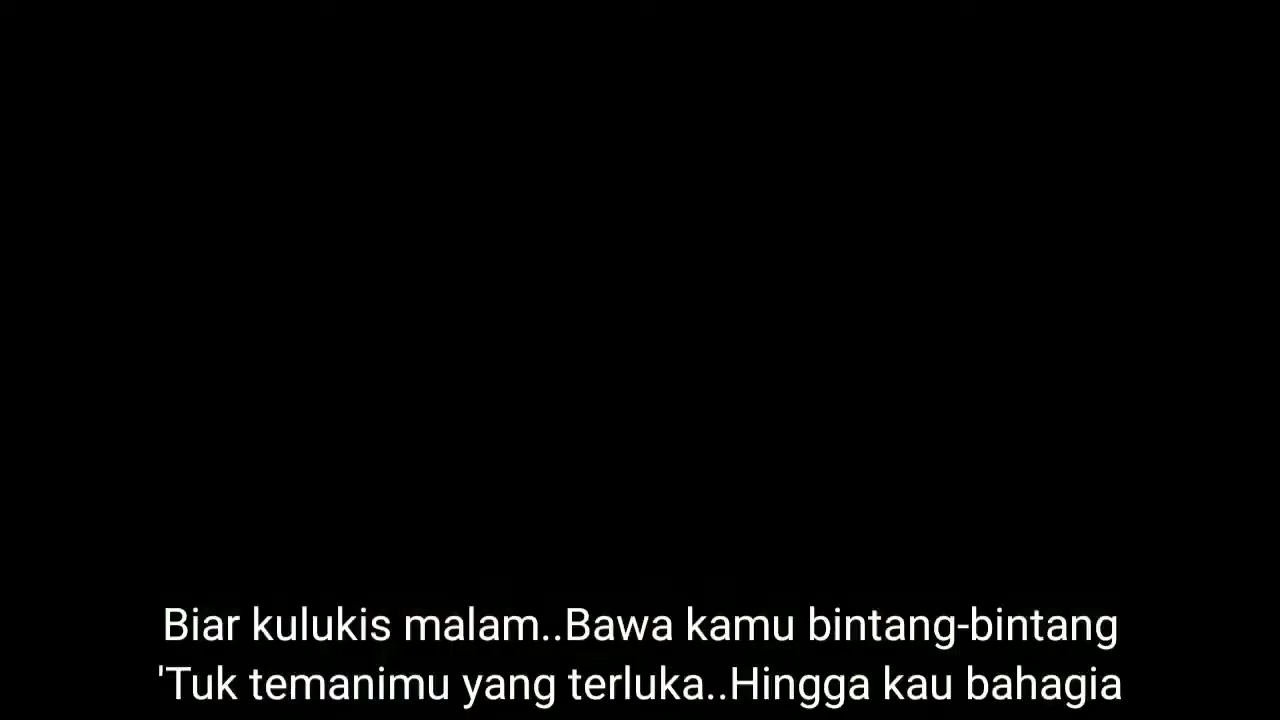 Biar kulukis malam..Bawa kamu bintang-bintang
'Tuk temanimu yang terluka..Hingga kau bahagia